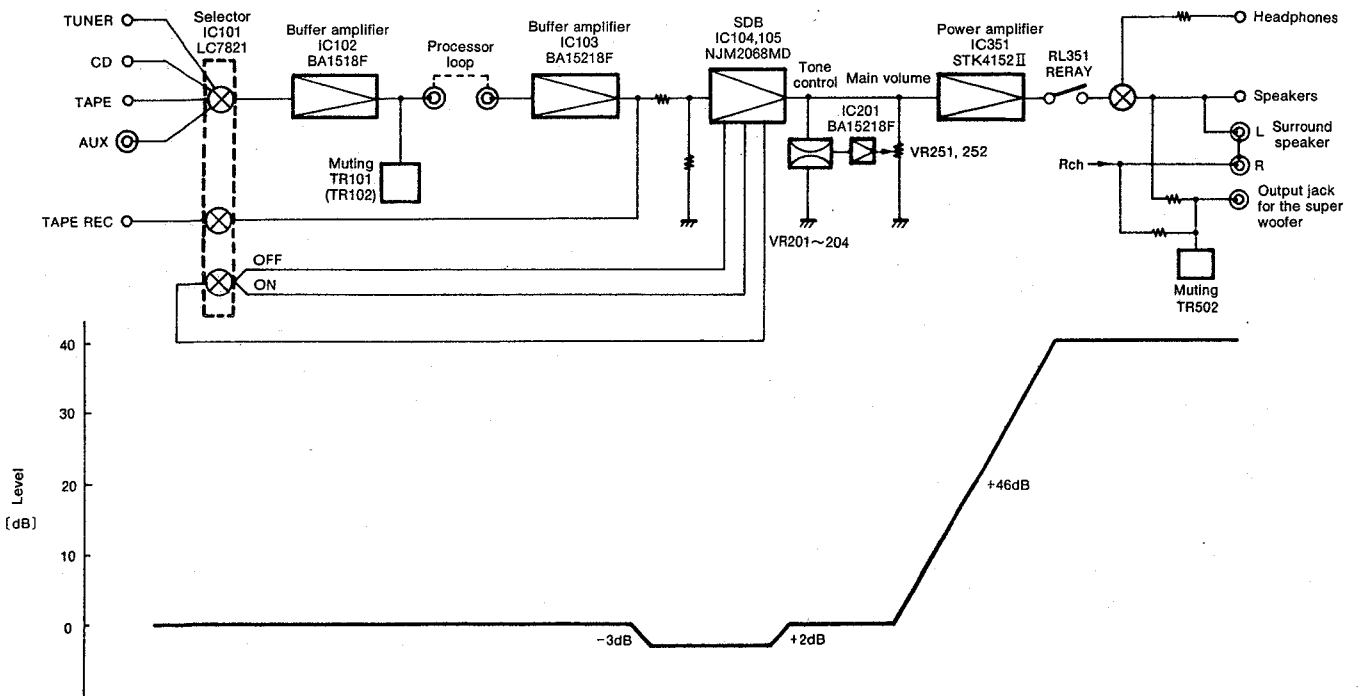 TUNER
CD
TAPE
AUX
TAPE REC
Selector
IC101
LC7821
Buffer amplifier
IC102
BA1518F
Processor
loop
Muting
TR101
(TR102)
Buffer amplifier
IC103
BA15218F
SDB
IC104,105
NJM2068MD
Tone
control
Main volume
IC201
BA15218F
VR251, 252
VR201~204
Power amplifier
IC351
STK4152II
RL351
RERAY
Headphones
Speakers
L Surround
speaker
Rch
R
Output jack
for the super
woofer
Muting
TR502
OFF
ON
Level
[dB]
40
30
20
10
0
-3dB
+2dB
+46dB